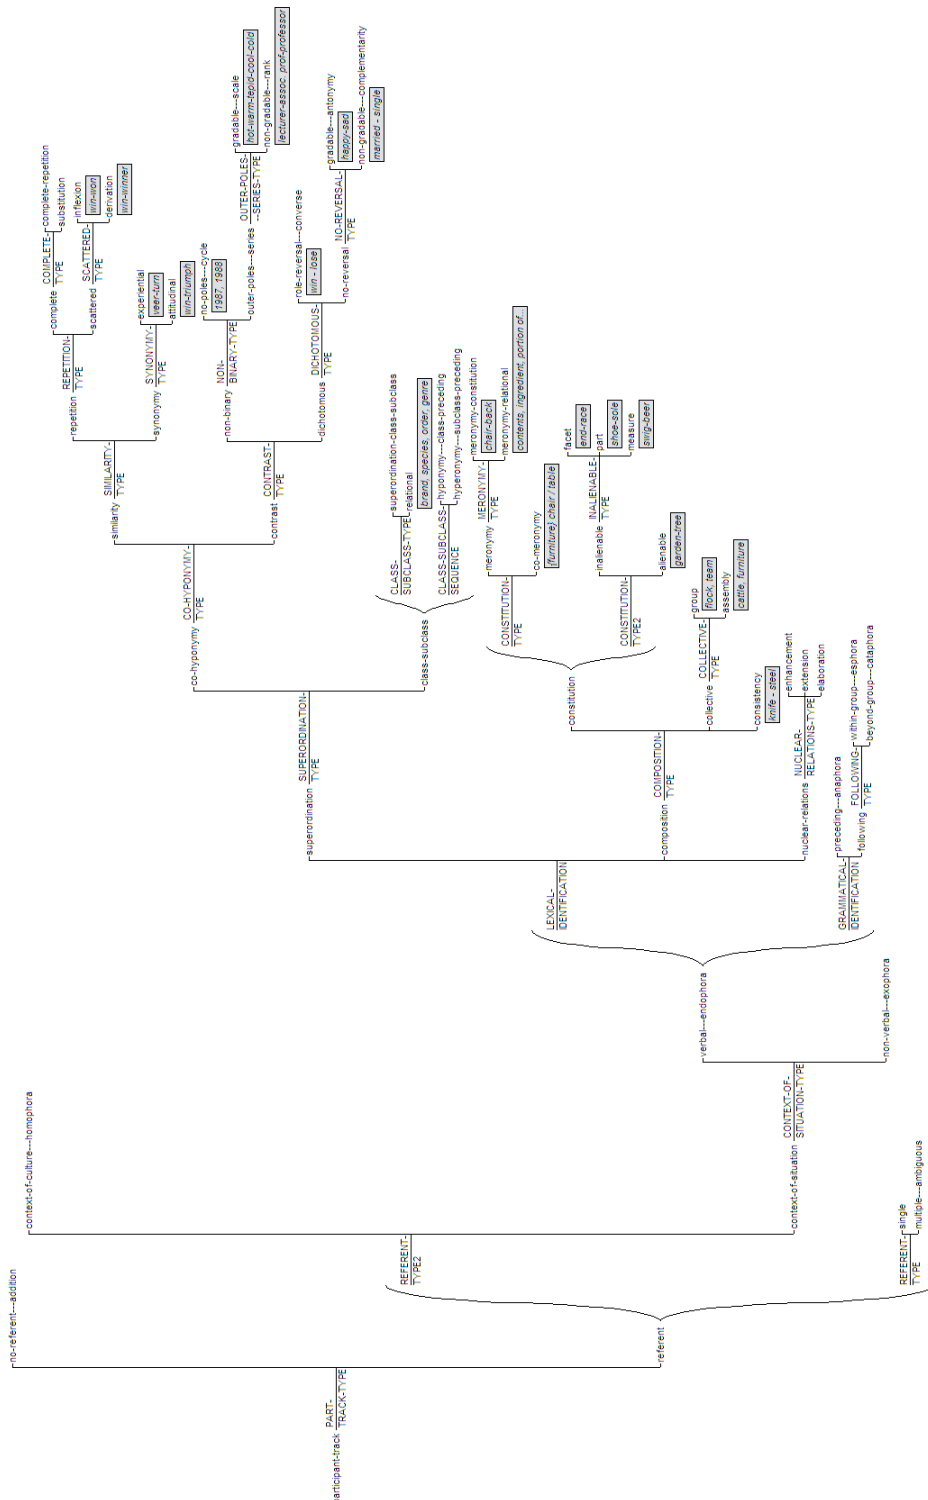 participant-track
PART-
TRACK-TYPE
no-referent---addition
referent
REFERENT-
TYPE2
context-of-culture---homophora
context-of-situation
CONTEXT-OF-
SITUATION-TYPE
verbal---endophora
LEXICAL-
IDENTIFICATION
superordination
SUPERORDINATION-
TYPE
co-hyponymy
CO-HYPONYMY-
TYPE
similarity
SIMILARITY-
TYPE
repetition
REPETITION-
TYPE
complete
COMPLETE-
TYPE
complete-repetition
substitution
scattered
SCATTERED-
TYPE
inflexion
win-won
derivation
win-winner
synonymy
SYNONYMY-
TYPE
experiential
veer-turn
attitudinal
win-triumph
contrast
CONTRAST-
TYPE
non-binary
NON-
BINARY-TYPE
no-poles---cycle
1987, 1988
outer-poles---series
OUTER-POLES-
--SERIES-TYPE
gradable---scale
hot-warm-tepid-cool-cold
non-gradable---rank
lecturer-assoc. prof-professor
dichotomous
DICHOTOMOUS-
TYPE
role-reversal---converse
win - lose
no-reversal
NO-REVERSAL-
TYPE
gradable---antonymy
happy-sad
non-gradable---complementarity
married - single
class-subclass
CLASS-
SUBCLASS-TYPE
superordination-class-subclass
relational
brand, species, order, genre
CLASS-SUBCLASS-
SEQUENCE
hyponymy---class-preceding
hyperonymy---subclass-preceding
composition
COMPOSITION-
TYPE
constitution
CONSTITUTION-
TYPE
meronymy
MERONYMY-
TYPE
meronymy-constitution
chair-back
meronymy-relational
contents, ingredient, portion of...
co-meronymy
{furniture} chair / table
CONSTITUTION-
TYPE2
inalienable
INALIENABLE-
TYPE
facet
end-race
part
shoe-sole
measure
swig-beer
alienable
garden-tree
collective
COLLECTIVE-
TYPE
group
flock, team
assembly
cattle, furniture
consistency
knife - steel
nuclear-relations
NUCLEAR-
RELATIONS-TYPE
enhancement
extension
elaboration
GRAMMATICAL-
IDENTIFICATION
preceding---anaphora
following
FOLLOWING-
TYPE
within-group---esphora
beyond-group---cataphora
non-verbal---exophora
REFERENT-
TYPE
single
multiple---ambiguous